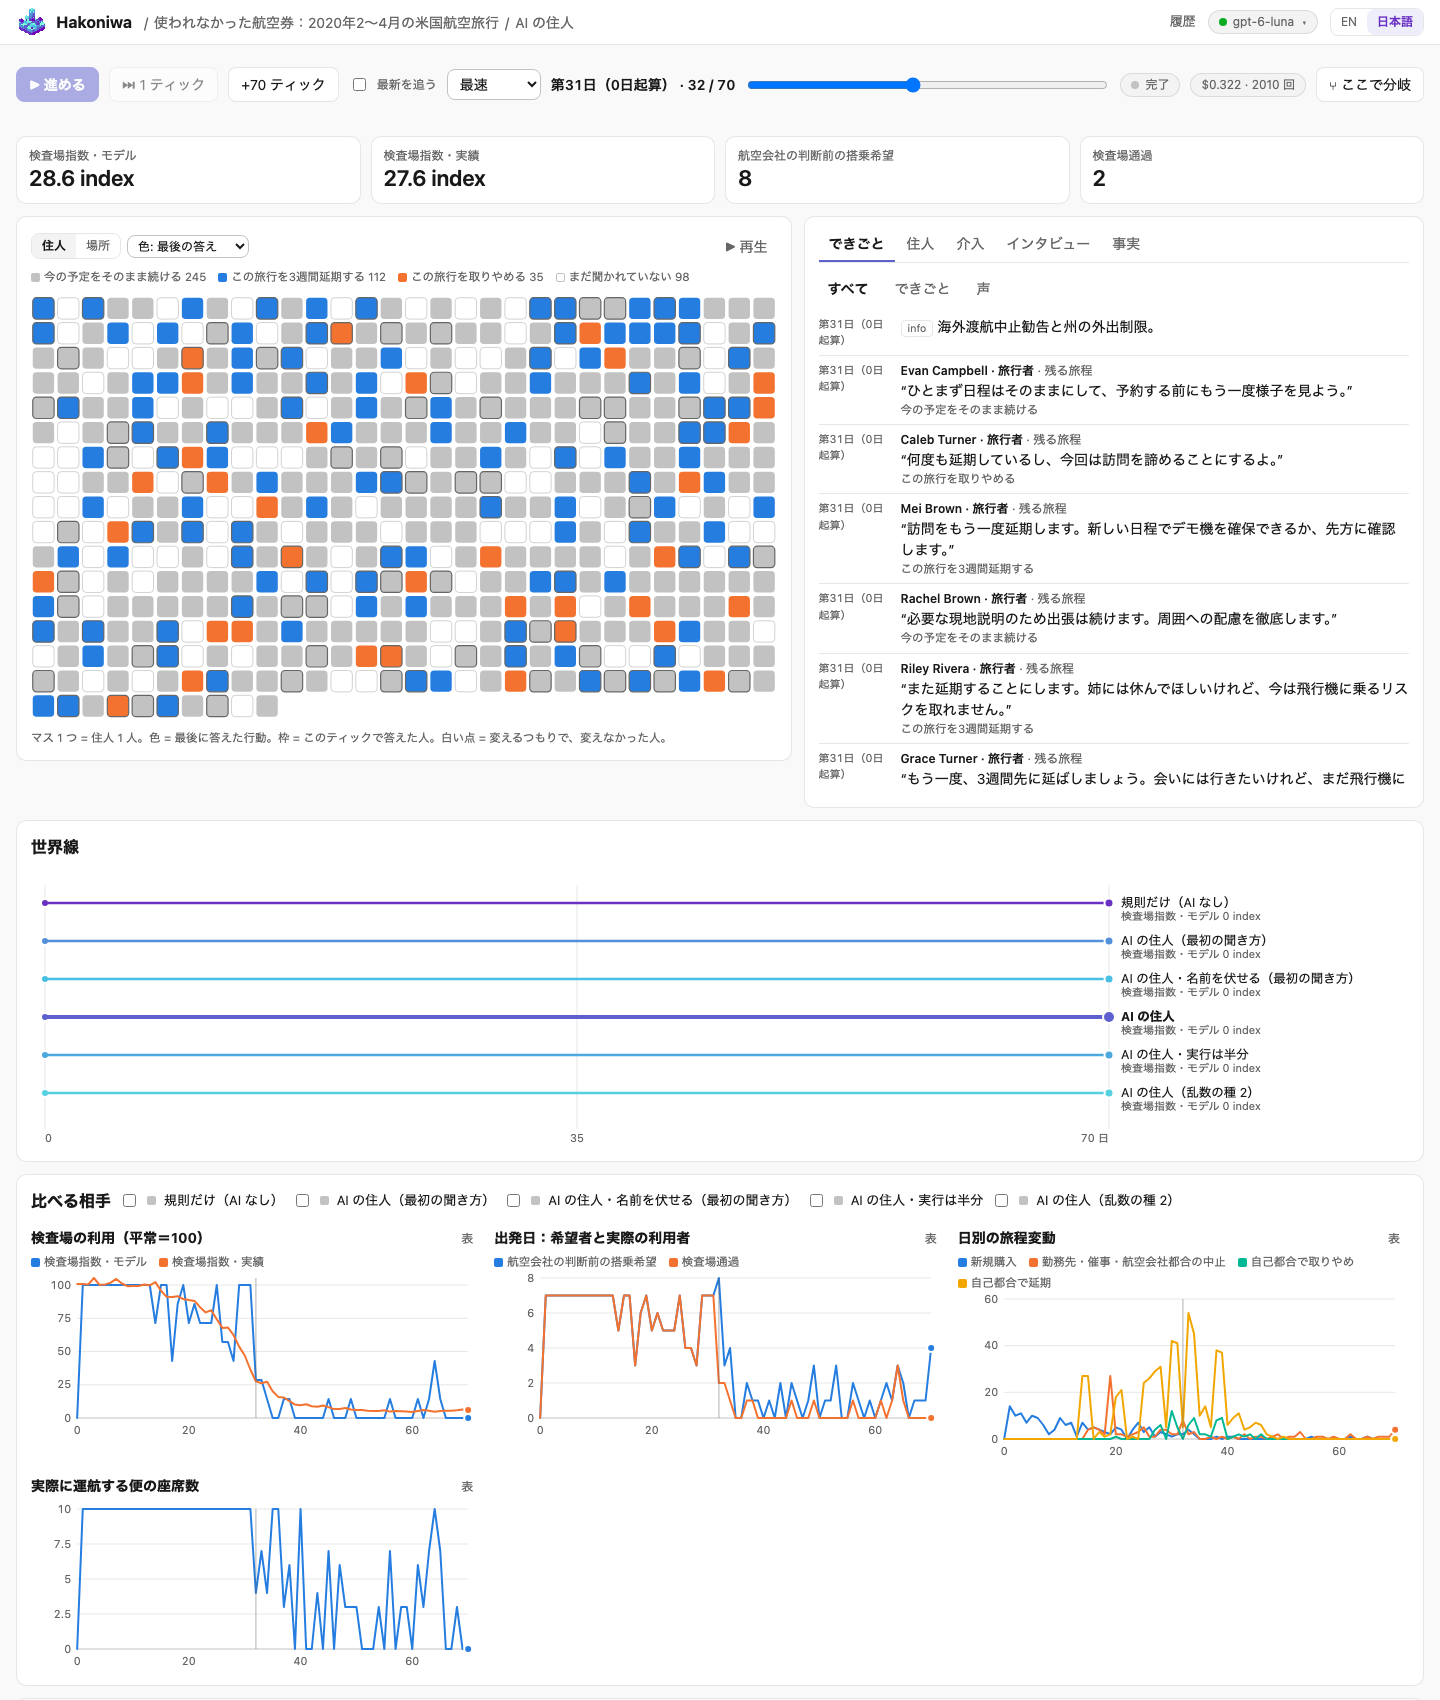 Hakoniwa / 使われなかった航空券：2020年2〜4月の米国航空旅行 / AI の住人
履歴 gpt-6-luna EN 日本語
進める 1 ティック +70 ティック 最新を追う 最速 第31日（0日起算） · 32 / 70 完了 $0.322 · 2010 回 ここで分岐
検査場指数・モデル
28.6 index
検査場指数・実績
27.6 index
航空会社の判断前の搭乗希望
8
検査場通過
2
住人 場所 色: 最後の答え 再生
今の予定をそのまま続ける 245 この旅行を3週間延期する 112 この旅行を取りやめる 35 まだ聞かれていない 98
マス 1 つ = 住人 1 人。色 = 最後に答えた行動。枠 = このティックで答えた人。白い点 = 変えるつもりで、変えなかった人。
できごと 住人 介入 インタビュー 事実
すべて できごと 声
第31日（0日起算） info 海外渡航中止勧告と州の外出制限。
第31日（0日起算） Evan Campbell · 旅行者 · 残る旅程
“ひとまず日程はそのままにして、予約する前にもう一度様子を見よう。”
今の予定をそのまま続ける
第31日（0日起算） Caleb Turner · 旅行者 · 残る旅程
“何度も延期しているし、今回は訪問を諦めることにするよ。”
この旅行を取りやめる
第31日（0日起算） Mei Brown · 旅行者 · 残る旅程
“訪問をもう一度延期します。新しい日程でデモ機を確保できるか、先方に確認
します。”
この旅行を3週間延期する
第31日（0日起算） Rachel Brown · 旅行者 · 残る旅程
“必要な現地説明のため出張は続けます。周囲への配慮を徹底します。”
今の予定をそのまま続ける
第31日（0日起算） Riley Rivera · 旅行者 · 残る旅程
“また延期することにします。姉には休んでほしいけれど、今は飛行機に乗るリス
クを取れません。”
この旅行を3週間延期する
第31日（0日起算） Grace Turner · 旅行者 · 残る旅程
“もう一度、3週間先に延ばしましょう。会いには行きたいけれど、まだ飛行機に
世界線
規則だけ（AI なし）
検査場指数・モデル 0 index
AI の住人（最初の聞き方）
検査場指数・モデル 0 index
AI の住人・名前を伏せる（最初の聞き方）
検査場指数・モデル 0 index
AI の住人
検査場指数・モデル 0 index
AI の住人・実行は半分
検査場指数・モデル 0 index
AI の住人（乱数の種 2）
検査場指数・モデル 0 index
0 35 70 日
比べる相手 規則だけ（AI なし） AI の住人（最初の聞き方） AI の住人・名前を伏せる（最初の聞き方） AI の住人・実行は半分 AI の住人（乱数の種 2）
検査場の利用（平常＝100） 表
検査場指数・モデル 検査場指数・実績
100
75
50
25
0
0 20 40 60
出発日：希望者と実際の利用者 表
航空会社の判断前の搭乗希望 検査場通過
8
6
4
2
0
0 20 40 60
日別の旅程変動 表
新規購入 勤務先・催事・航空会社都合の中止 自己都合で取りやめ
自己都合で延期
60
40
20
0
0 20 40 60
実際に運航する便の座席数 表
10
7.5
5
2.5
0
0 20 40 60